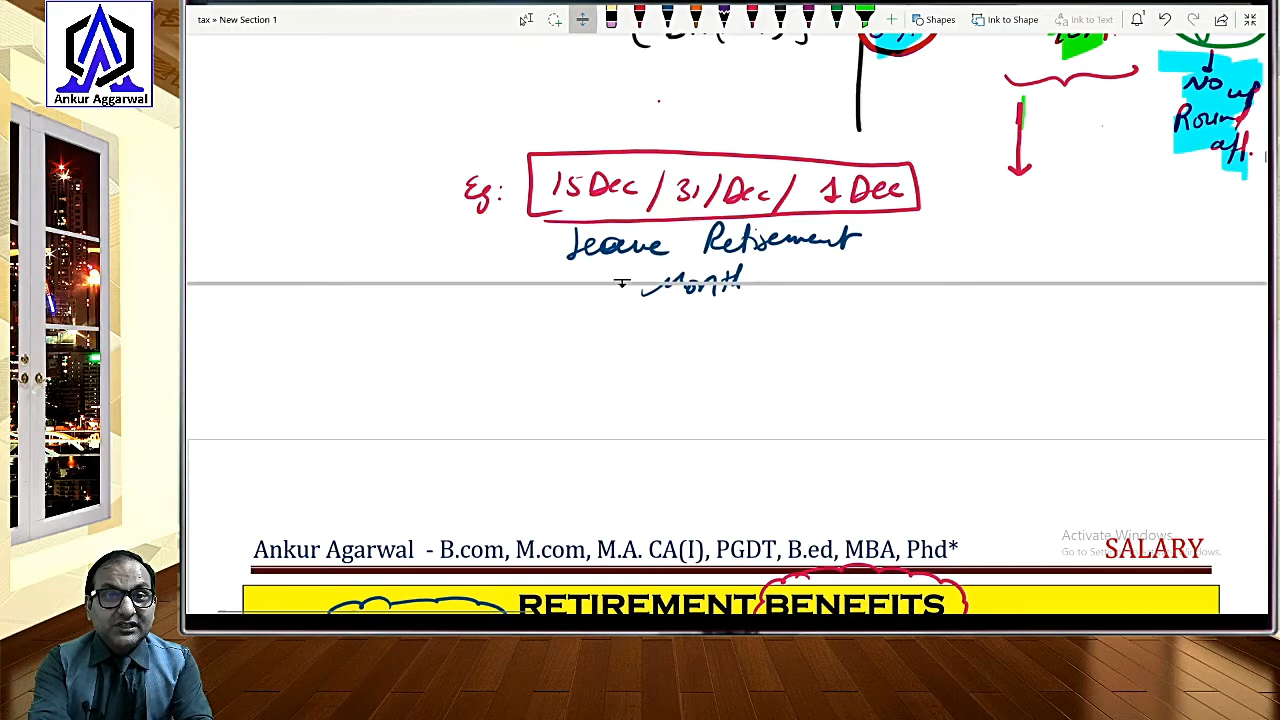 tax » New Section 1
Shapes
Ink to Shape
Ink to Text
Ankur Aggarwal
No up
Round
off.
Eg:
15 Dec / 31/Dec/ 1 Dec
Leave Retirement
Month
Activate Windows
Ankur Agarwal - B.com, M.com, M.A. CA(I), PGDT, B.ed, MBA, Phd*
SALARY
RETIREMENT BENEFITS